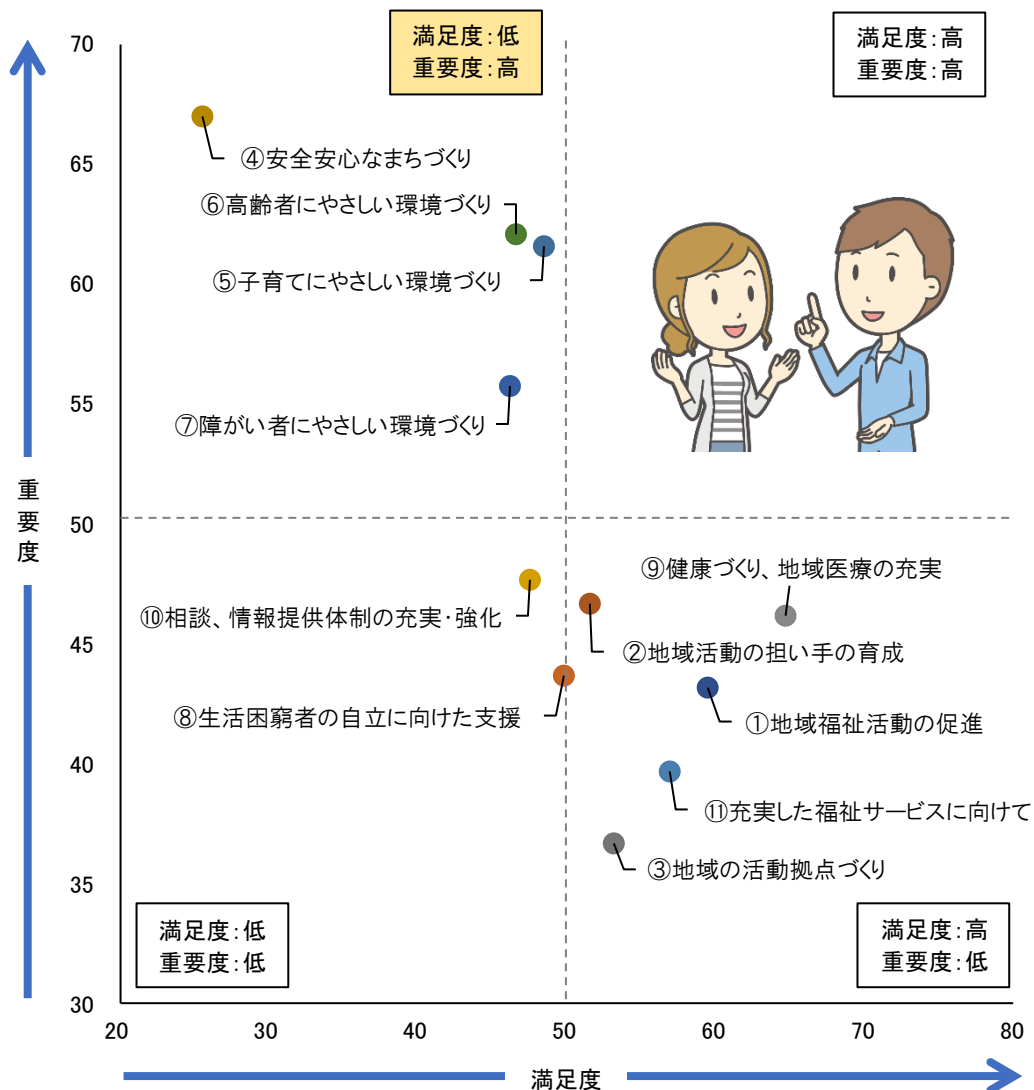 満足度：低
重要度：高
満足度：高
重要度：高
70
65
60
55
50
45
40
35
30
④安全安心なまちづくり
⑥高齢者にやさしい環境づくり
⑤子育てにやさしい環境づくり
⑦障がい者にやさしい環境づくり
重要度
⑨健康づくり、地域医療の充実
⑩相談、情報提供体制の充実・強化
②地域活動の担い手の育成
⑧生活困窮者の自立に向けた支援
①地域福祉活動の促進
⑪充実した福祉サービスに向けて
③地域の活動拠点づくり
満足度：低
重要度：低
満足度：高
重要度：低
20 30 40 50 60 70 80
満足度